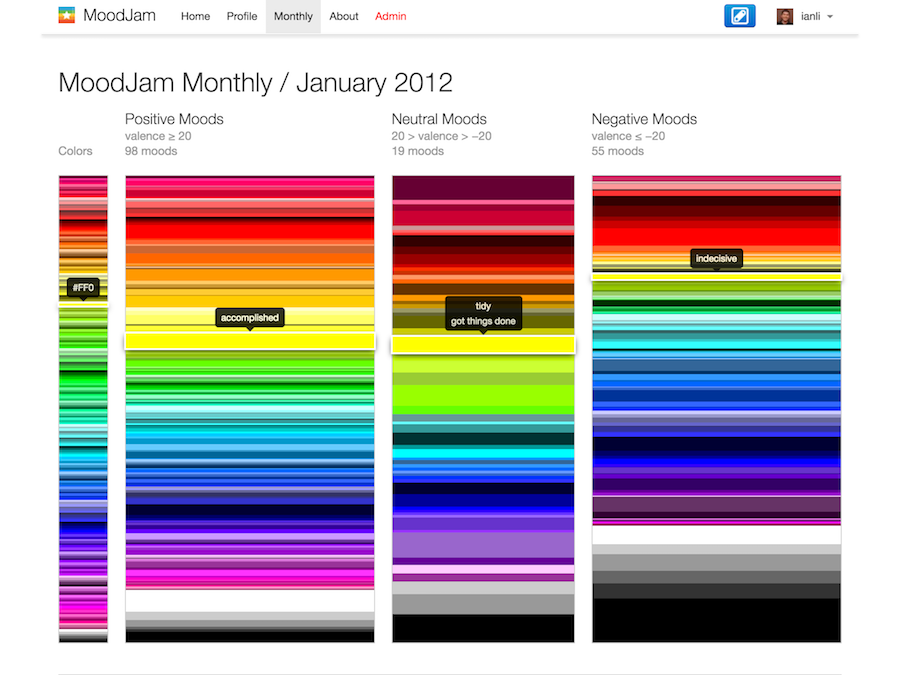 MoodJam Home Profile Monthly About Admin ianli
MoodJam Monthly / January 2012
Colors
Positive Moods
valence ≥ 20
98 moods
Neutral Moods
20 > valence > −20
19 moods
Negative Moods
valence ≤ −20
55 moods
#FF0
accomplished
tidy
got things done
indecisive